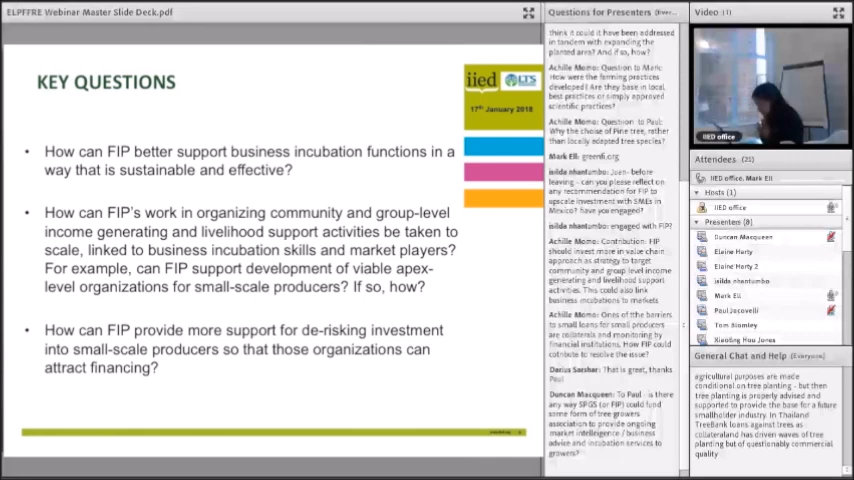 ELPFFRE Webinar Master Slide Deck.pdf
KEY QUESTIONS
iied
LTS
17th January 2018
• How can FIP better support business incubation functions in a
way that is sustainable and effective?
• How can FIP's work in organizing community and group-level
income generating and livelihood support activities be taken to
scale, linked to business incubation skills and market players?
For example, can FIP support development of viable apex-
level organizations for small-scale producers? If so, how?
• How can FIP provide more support for de-risking investment
into small-scale producers so that those organizations can
attract financing?
Questions for Presenters
think it could it have been addressed
in tandem with expanding the
planted area? And if so, how?
Achille Momo: Question to Mark:
How were the farming practices
developed? Are they base in local
best practices or simply approved
scientific practices?
Achille Momo: Question to Paul:
Why the choice of Pine tree, rather
than locally adapted tree species?
Mark Ell: greenfi.org
isilda nhantumbo: Joan- before
leaving - can you please reflect on
any recommendation for FIP to
upscale investment with SMEs in
Mexico? have you engaged?
isilda nhantumbo: engaged with FIP?
Achille Momo: Contribution: FIP
should invest more in value chain
approach as strategy to target
community and group level income
generating and livelihood support
activities. This could also link
business incubations to markets
Achille Momo: Ones of the barriers
to small loans for small producers
are collaterals and monitoring by
financial institutions. How FIP could
cotribute to resolve the issue?
Darius Sarshar: That is great, thanks
Paul
Duncan Macqueen: To Paul - is there
any way SPGS (or FIP) could fund
some form of tree growers
association to provide ongoing
market intelligence / business
advice and incubation services to
growers?
Video (1)
IIED office
Attendees (21)
IIED office, Mark Ell
Hosts (1)
IIED office
Presenters (8)
Duncan Macqueen
Elaine Harty
Elaine Harty 2
isilda nhantumbo
Mark Ell
Paul Jacovelli
Tom Blomley
Xiaoting Hou Jones
General Chat and Help (Everyone)
agricultural purposes are made
conditional on tree planting - but then
tree planting is properly advised and
supported to provide the base for a future
smallholder industry. In Thailand
TreeBank loans against trees as
collateraland has driven waves of tree
planting but of questionably commercial
quality